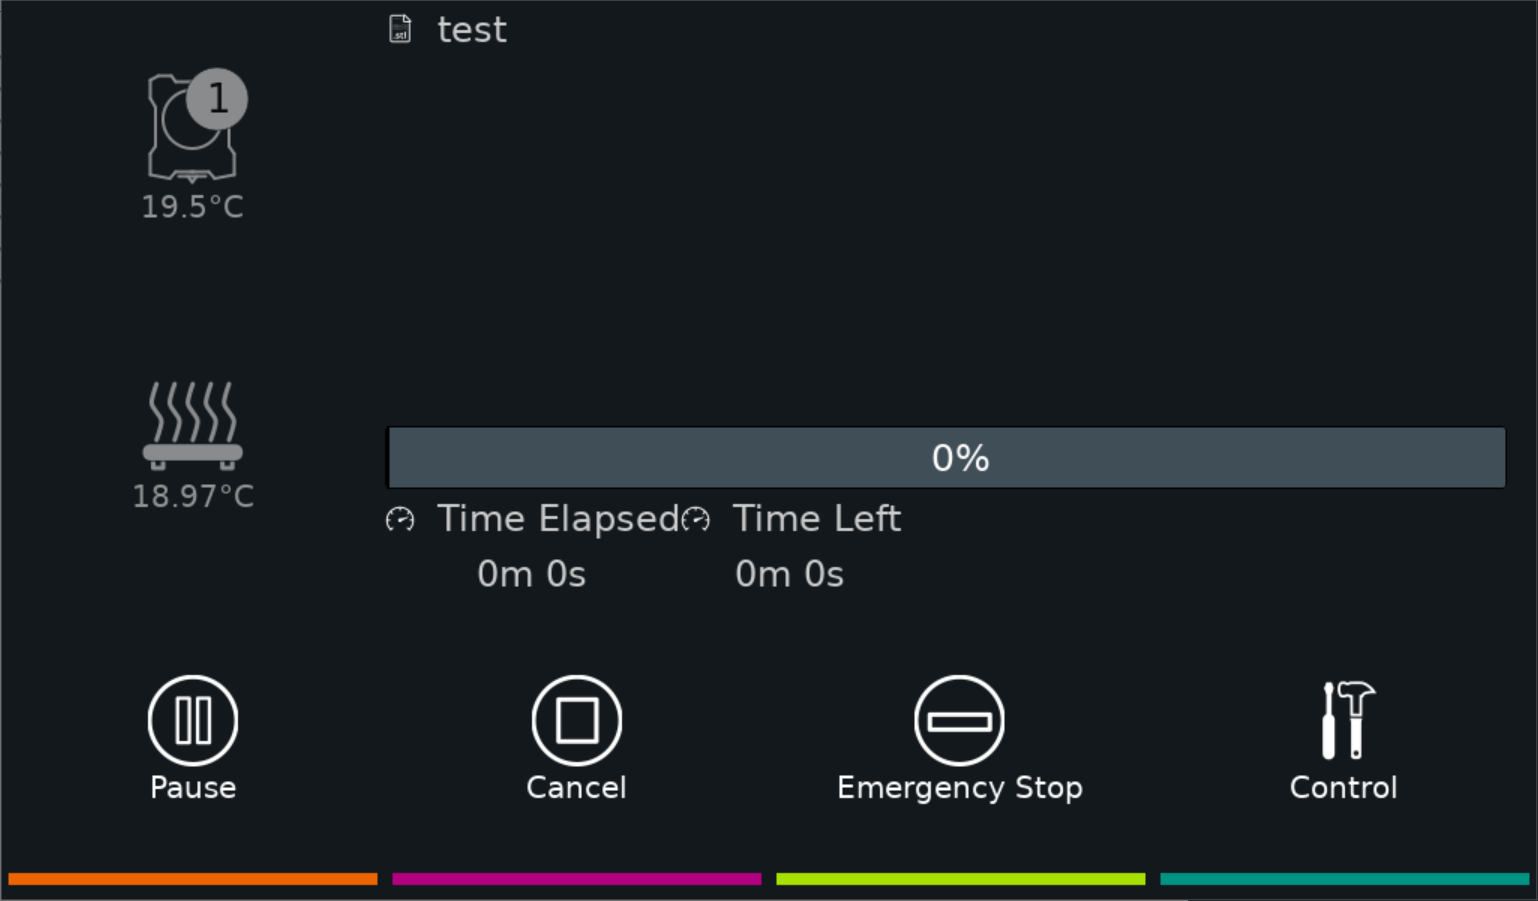 .stl test
1
19.5°C
18.97°C
0%
Time Elapsed Time Left
0m 0s 0m 0s
Pause Cancel Emergency Stop Control